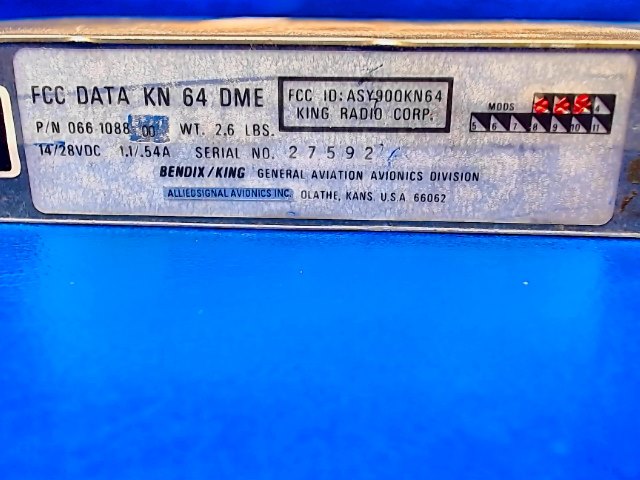 FCC DATA KN 64 DME
FCC ID: ASY9OQKN64
KING RADIO CORP.
MODS 4
5 6 7 8 9 10 11
P/N 066 1088 00 WT. 2.6 LBS.
14/28VDC 1.1/.54A SERIAL NO. 27592
BENDIX/KING GENERAL AVIATION AVIONICS DIVISION
ALLIEDSIGNAL AVIONICS INC. OLATHE, KANS. U.S.A 66062